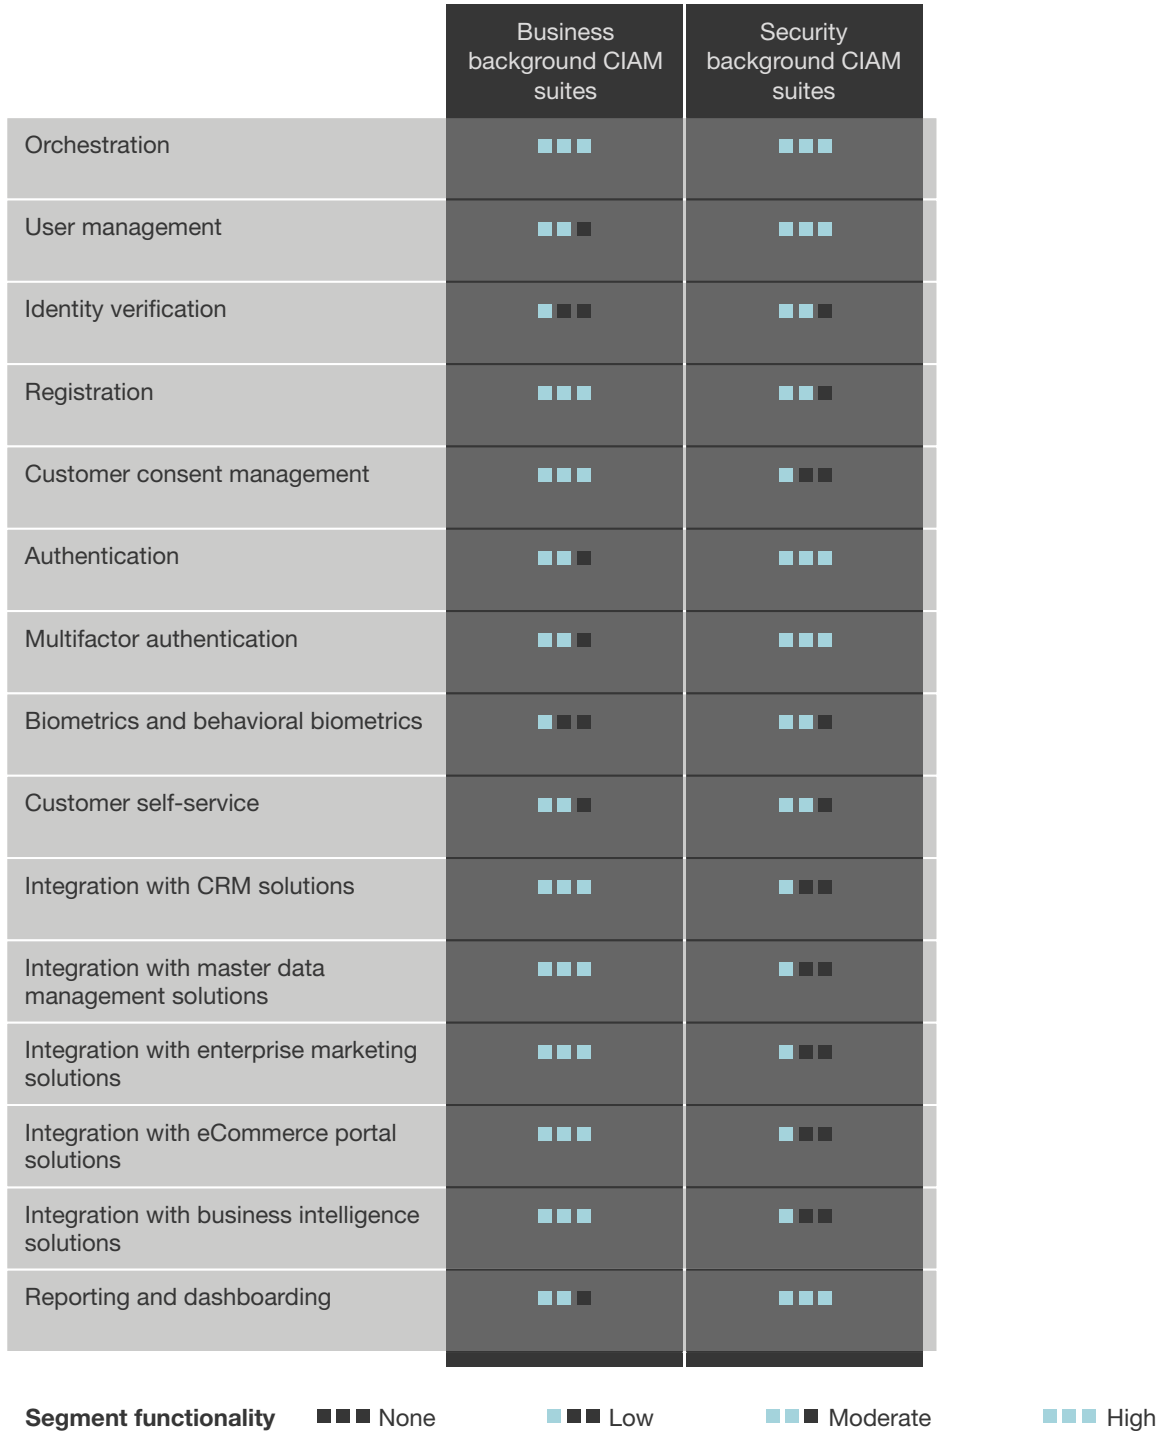 Business
background CIAM
suites
Security
background CIAM
suites
Orchestration
User management
Identity verification
Registration
Customer consent management
Authentication
Multifactor authentication
Biometrics and behavioral biometrics
Customer self-service
Integration with CRM solutions
Integration with master data
management solutions
Integration with enterprise marketing
solutions
Integration with eCommerce portal
solutions
Integration with business intelligence
solutions
Reporting and dashboarding
Segment functionality None Low Moderate High